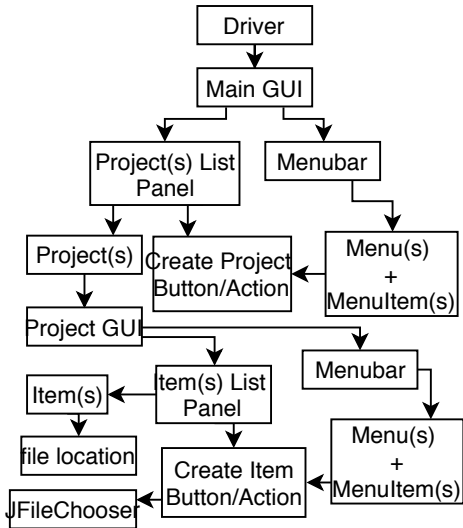 Driver
Main GUI
Project(s) List
Panel
Menubar
Project(s)
Create Project
Button/Action
Menu(s)
+
MenuItem(s)
Project GUI
Item(s) List
Panel
Menubar
Item(s)
file location
Create Item
Button/Action
Menu(s)
+
MenuItem(s)
JFileChooser